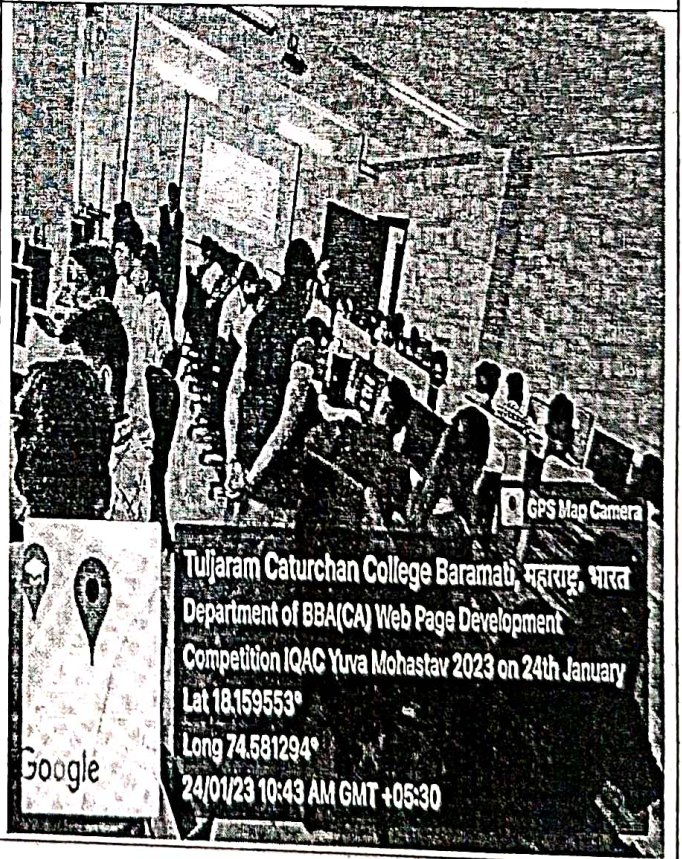 GPS Map Camera
Tuljaram Caturchan College Baramati, महाराष्ट्र, भारत
Department of BBA(CA) Web Page Development
Competition IQAC Yuva Mohastav 2023 on 24th January
Lat 18.159553°
Long 74.581294°
24/01/23 10:43 AM GMT +05:30
Google